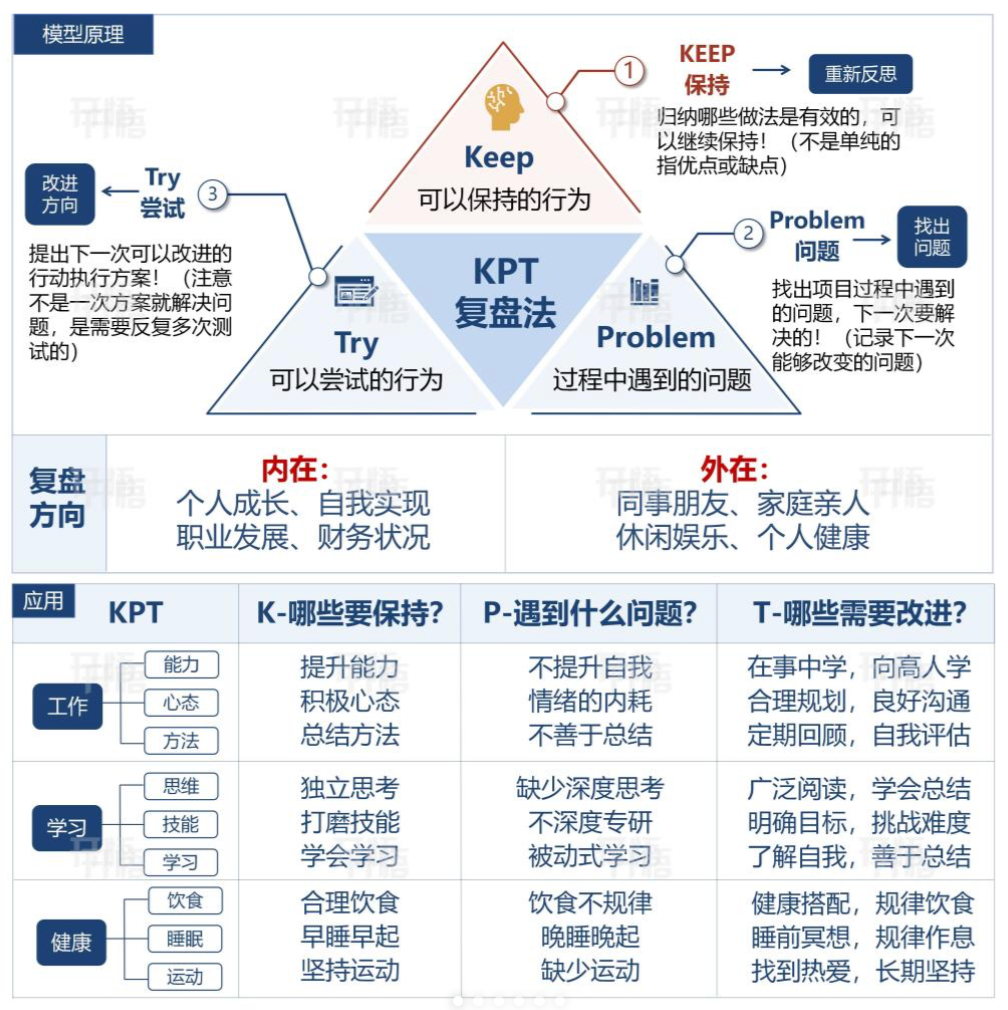 模型原理
1
KEEP
保持
重新反思
归纳哪些做法是有效的，可
以继续保持！（不是单纯的
指优点或缺点）
Keep
可以保持的行为
改进
方向
Try
尝试
3
提出下一次可以改进的
行动执行方案！（注意
不是一次方案就解决问
题，是需要反复多次测
试的）
2
Problem
问题
找出
问题
找出项目过程中遇到
的问题，下一次要解
决的！（记录下一次
能够改变的问题）
KPT
复盘法
Try
可以尝试的行为
Problem
过程中遇到的问题
复盘
方向
内在：
个人成长、自我实现
职业发展、财务状况
外在：
同事朋友、家庭亲人
休闲娱乐、个人健康
应用
KPT
K-哪些要保持？
P-遇到什么问题？
T-哪些需要改进？
工作
能力
心态
方法
提升能力
积极心态
总结方法
不提升自我
情绪的内耗
不善于总结
在事中学，向高人学
合理规划，良好沟通
定期回顾，自我评估
学习
思维
技能
学习
独立思考
打磨技能
学会学习
缺少深度思考
不深度专研
被动式学习
广泛阅读，学会总结
明确目标，挑战难度
了解自我，善于总结
健康
饮食
睡眠
运动
合理饮食
早睡早起
坚持运动
饮食不规律
晚睡晚起
缺少运动
健康搭配，规律饮食
睡前冥想，规律作息
找到热爱，长期坚持